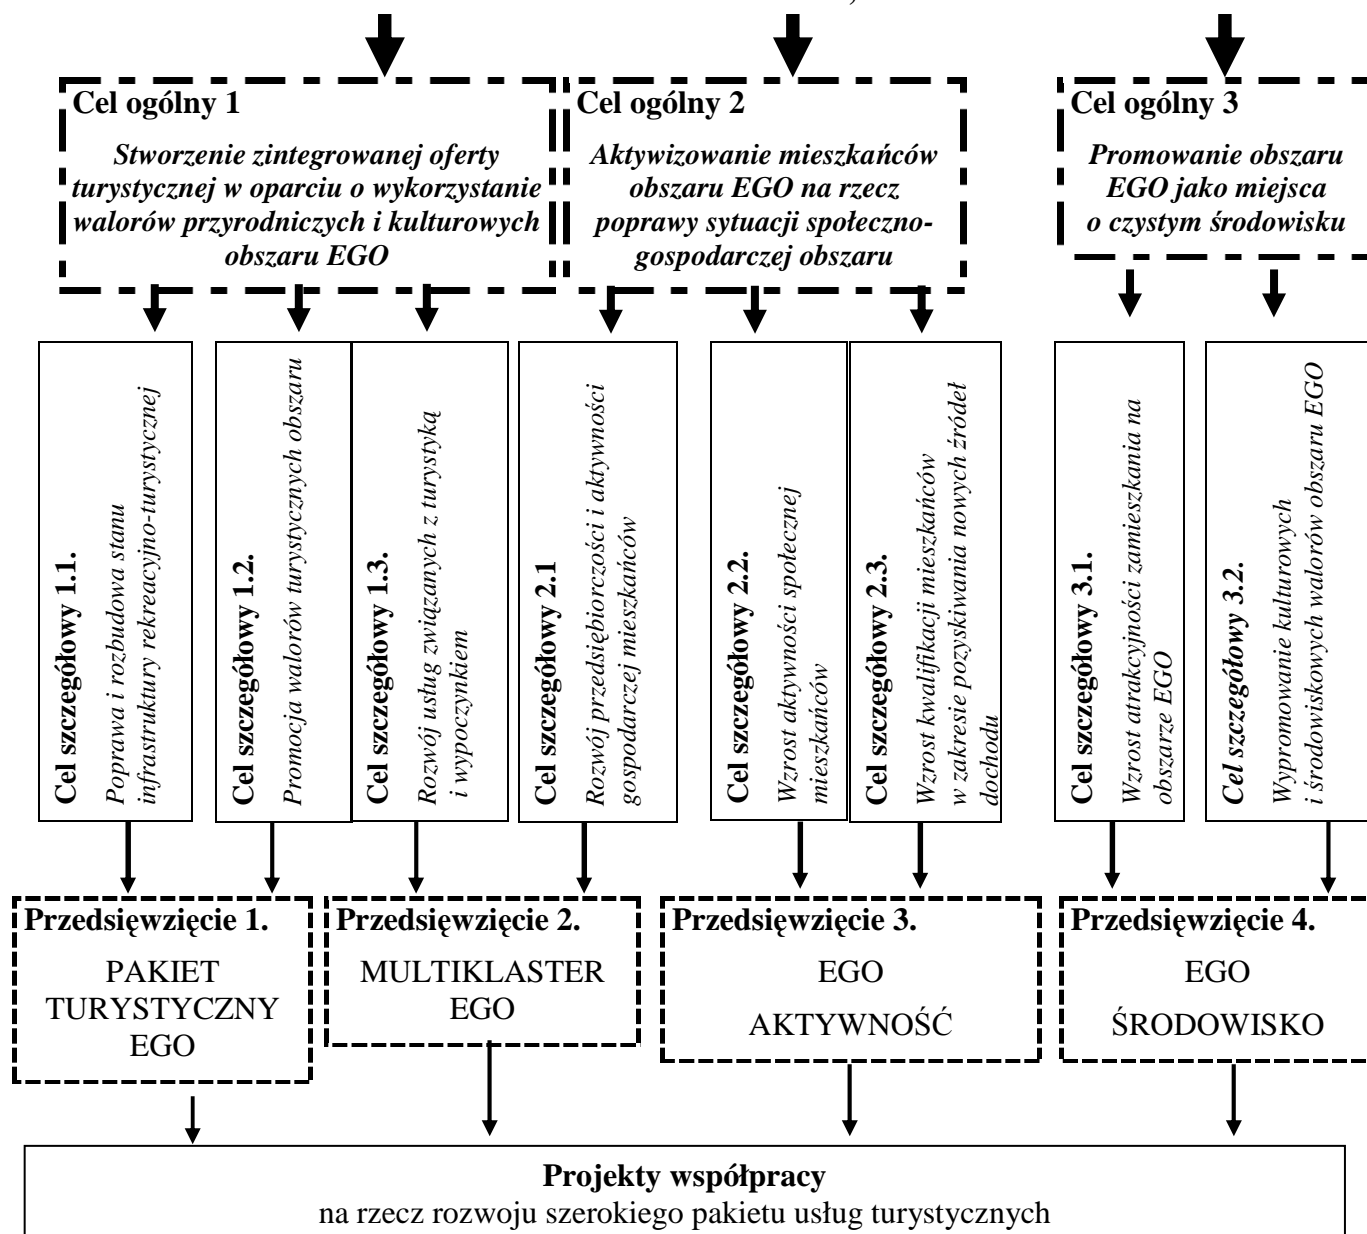 Cel ogólny 1
Stworzenie zintegrowanej oferty
turystycznej w oparciu o wykorzystanie
walorów przyrodniczych i kulturowych
obszaru EGO
Cel ogólny 2
Aktywizowanie mieszkańców
obszaru EGO na rzecz
poprawy sytuacji społeczno-
gospodarczej obszaru
Cel ogólny 3
Promowanie obszaru
EGO jako miejsca
o czystym środowisku
Cel szczegółowy 1.1.
Poprawa i rozbudowa stanu
infrastruktury rekreacyjno-turystycznej
Cel szczegółowy 1.2.
Promocja walorów turystycznych obszaru
Cel szczegółowy 1.3.
Rozwój usług związanych z turystyką
i wypoczynkiem
Cel szczegółowy 2.1
Rozwój przedsiębiorczości i aktywności
gospodarczej mieszkańców
Cel szczegółowy 2.2.
Wzrost aktywności społecznej
mieszkańców
Cel szczegółowy 2.3.
Wzrost kwalifikacji mieszkańców
w zakresie pozyskiwania nowych źródeł
dochodu
Cel szczegółowy 3.1.
Wzrost atrakcyjności zamieszkania na
obszarze EGO
Cel szczegółowy 3.2.
Wypromowanie kulturowych
i środowiskowych walorów obszaru EGO
Przedsięwzięcie 1.
PAKIET
TURYSTYCZNY
EGO
Przedsięwzięcie 2.
MULTIKLASTER
EGO
Przedsięwzięcie 3.
EGO
AKTYWNOŚĆ
Przedsięwzięcie 4.
EGO
ŚRODOWISKO
Projekty współpracy
na rzecz rozwoju szerokiego pakietu usług turystycznych